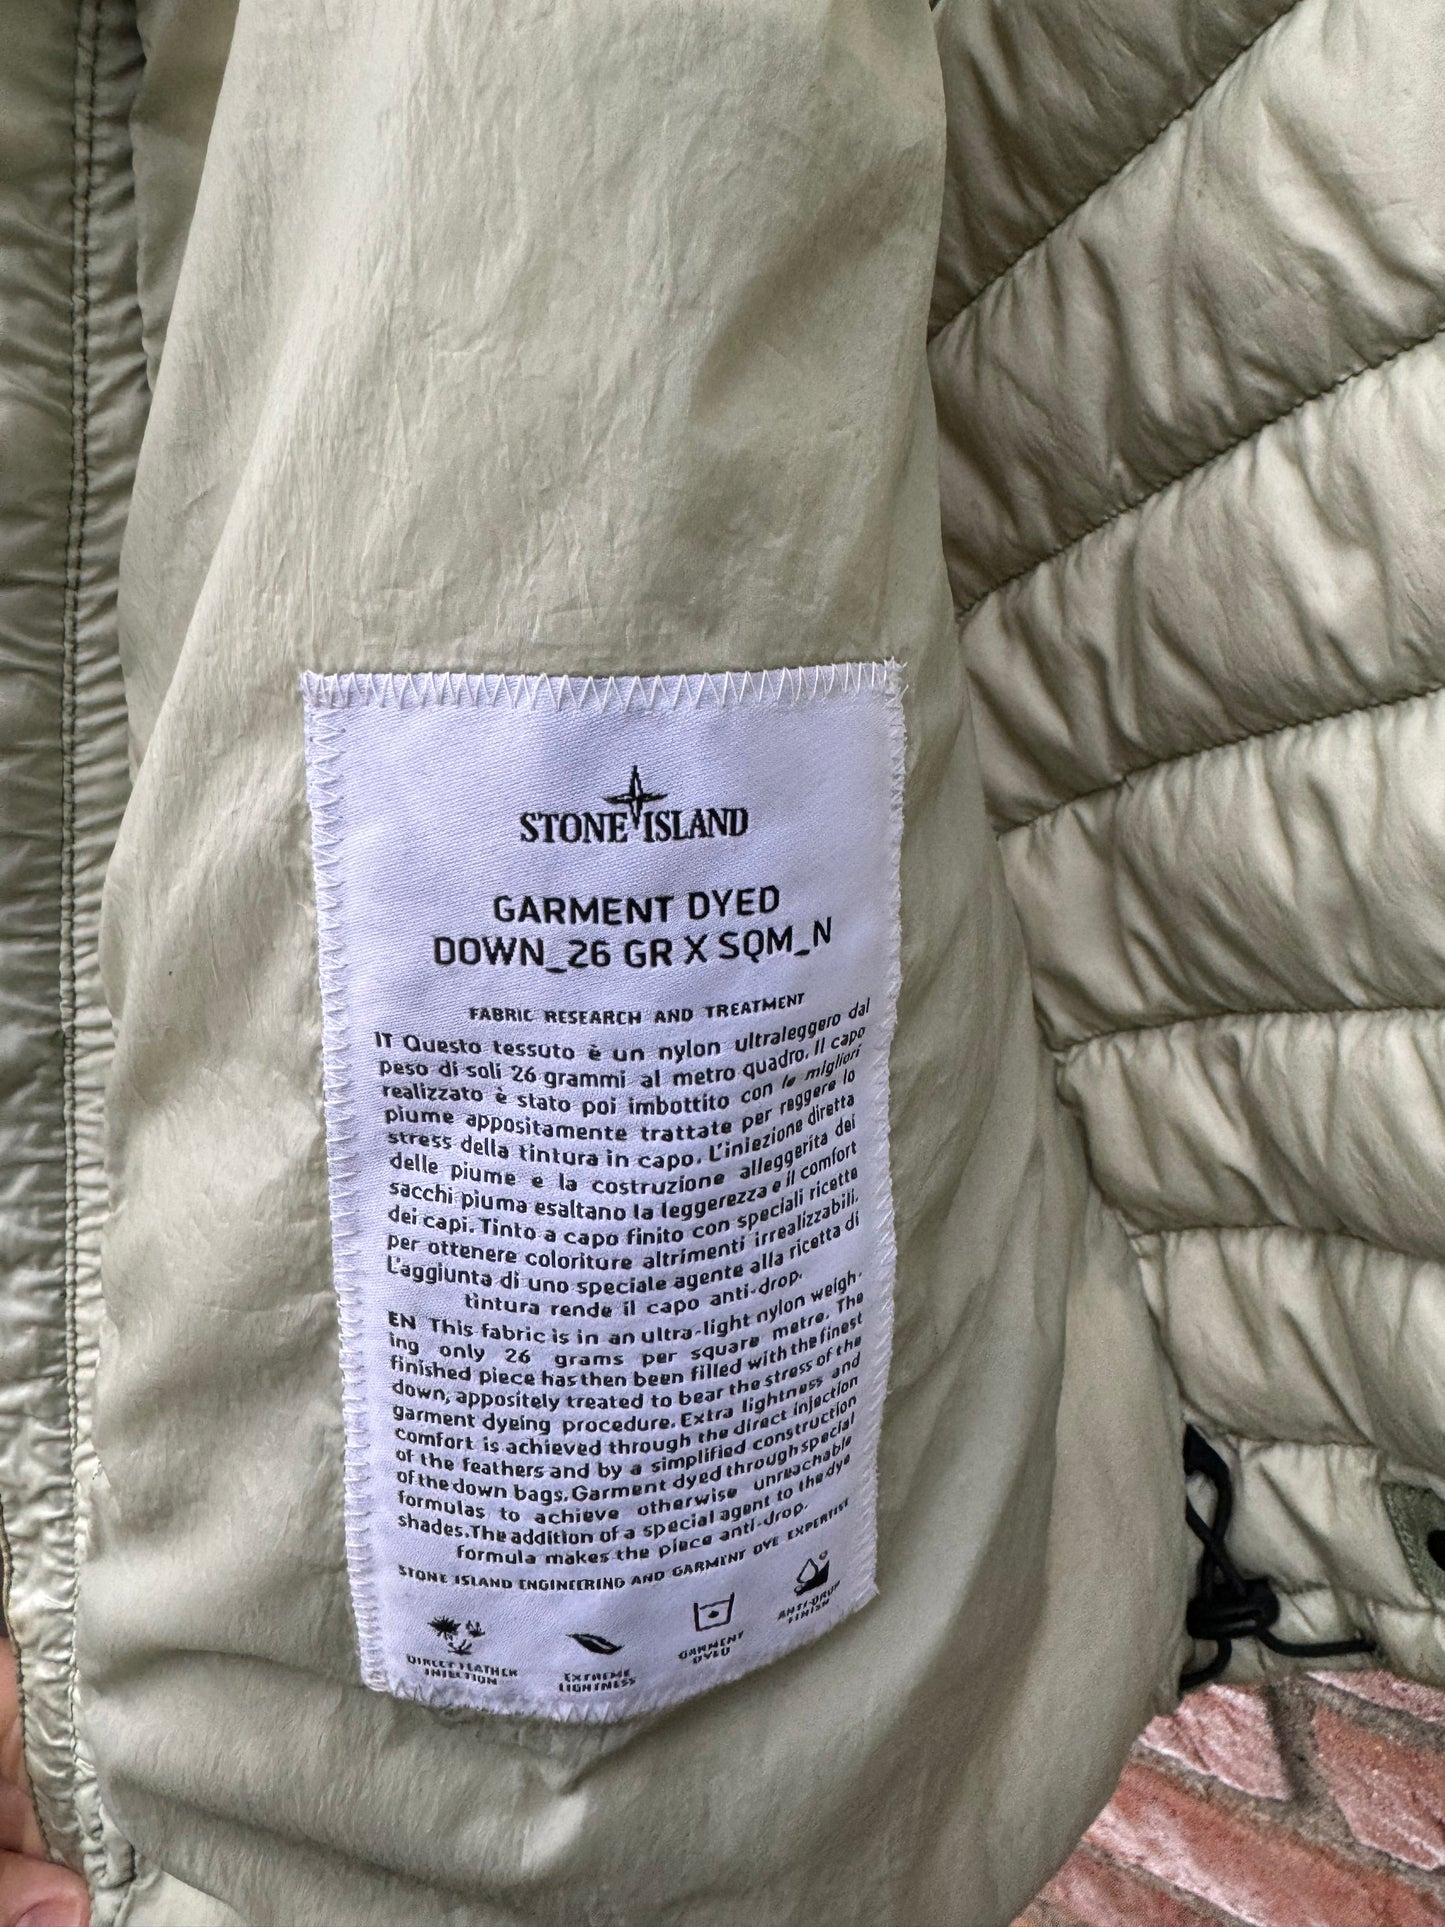 STONE ISLAND
GARMENT DYED
DOWN_26 GR X SQM_N
FABRIC RESEARCH AND TREATMENT
IT Questo tessuto è un nylon ultraleggero dal
peso di soli 26 grammi al metro quadro. Il capo
realizzato è stato poi imbottito con le migliori
piume appositamente trattate per reggere lo
stress della tintura in capo. L'iniezione diretta
delle piume e la costruzione alleggerita dei
sacchi piuma esaltano la leggerezza e il comfort
dei capi. Tinto a capo finito con speciali ricette
per ottenere coloriture altrimenti irrealizzabili.
L'aggiunta di uno speciale agente alla ricetta di
tintura rende il capo anti-drop.
EN This fabric is in an ultra-light nylon weigh-
ing only 26 grams per square metre. The
finished piece has then been filled with the finest
down, appositely treated to bear the stress of the
garment dyeing procedure. Extra lightness and
comfort is achieved through the direct injection
of the feathers and by a simplified construction
of the down bags. Garment dyed through special
formulas to achieve otherwise unreachable
shades. The addition of a special agent to the dye
formula makes the piece anti-drop.
STONE ISLAND ENGINEERING AND GARMENT DYE EXPERTISE
DIRECT FEATHER
INJECTION
EXTREME
LIGHTNESS
GARMENT
DYED
ANTI-DROP
FINISH